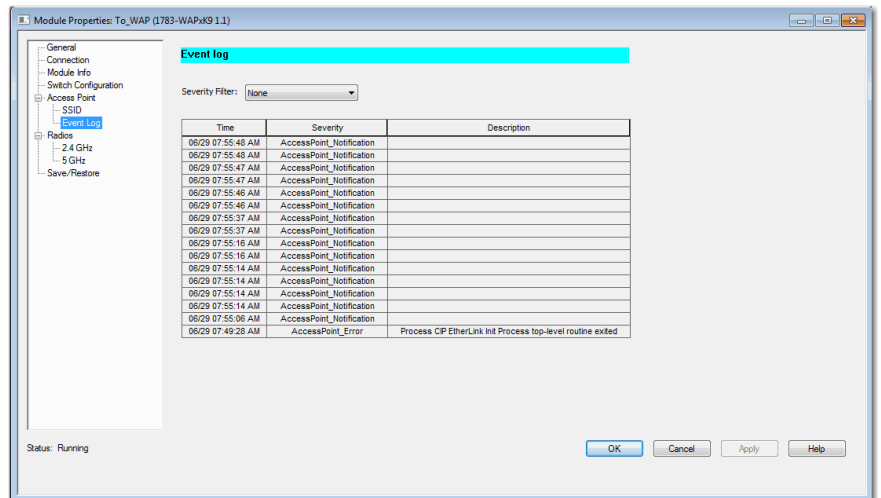 Module Properties: To_WAP (1783-WAPxK9 1.1)
General
Connection
Module Info
Switch Configuration
Access Point
SSID
Event Log
Radios
2.4 GHz
5 GHz
Save/Restore
Event log
Severity Filter: None
Time Severity Description
06/29 07:55:48 AM AccessPoint_Notification
06/29 07:55:48 AM AccessPoint_Notification
06/29 07:55:47 AM AccessPoint_Notification
06/29 07:55:47 AM AccessPoint_Notification
06/29 07:55:46 AM AccessPoint_Notification
06/29 07:55:46 AM AccessPoint_Notification
06/29 07:55:37 AM AccessPoint_Notification
06/29 07:55:37 AM AccessPoint_Notification
06/29 07:55:16 AM AccessPoint_Notification
06/29 07:55:16 AM AccessPoint_Notification
06/29 07:55:14 AM AccessPoint_Notification
06/29 07:55:14 AM AccessPoint_Notification
06/29 07:55:14 AM AccessPoint_Notification
06/29 07:55:14 AM AccessPoint_Notification
06/29 07:55:06 AM AccessPoint_Notification
06/29 07:49:28 AM AccessPoint_Error Process CIP EtherLink Init Process top-level routine exited
Status: Running
OK Cancel Apply Help